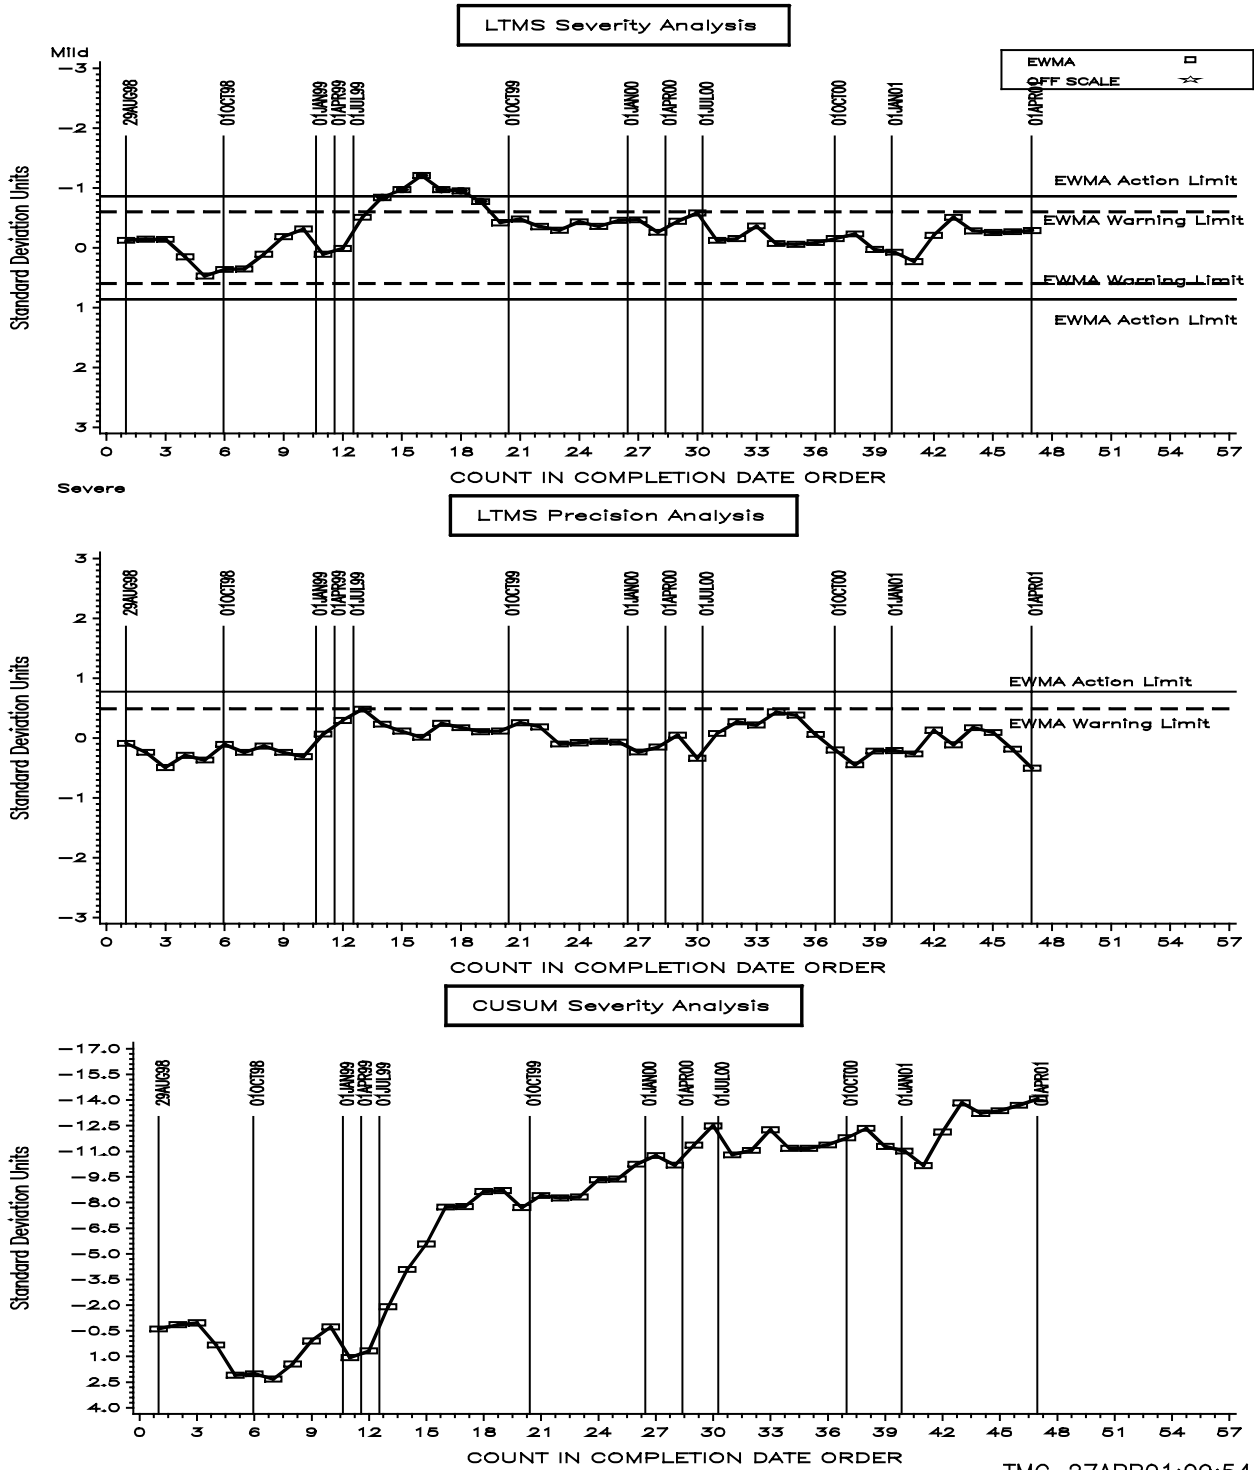 LTMS Severity Analysis
Mild
EWMA
OFF SCALE
29AUG98 01OCT98 01JAN99 01APR99 01JUL99 01OCT99 01JAN00 01APR00 01JUL00 01OCT00 01JAN01 01APR01
-3
-2
-1
0
1
2
3
Standard Deviation Units
EWMA Action Limit
EWMA Warning Limit
EWMA Warning Limit
EWMA Action Limit
0 3 6 9 12 15 18 21 24 27 30 33 36 39 42 45 48 51 54 57
COUNT IN COMPLETION DATE ORDER
Severe
LTMS Precision Analysis
29AUG98 01OCT98 01JAN99 01APR99 01JUL99 01OCT99 01JAN00 01APR00 01JUL00 01OCT00 01JAN01 01APR01
3
2
1
0
-1
-2
-3
Standard Deviation Units
EWMA Action Limit
EWMA Warning Limit
0 3 6 9 12 15 18 21 24 27 30 33 36 39 42 45 48 51 54 57
COUNT IN COMPLETION DATE ORDER
CUSUM Severity Analysis
29AUG98 01OCT98 01JAN99 01APR99 01JUL99 01OCT99 01JAN00 01APR00 01JUL00 01OCT00 01JAN01 01APR01
-17.0
-15.5
-14.0
-12.5
-11.0
-9.5
-8.0
-6.5
-5.0
-3.5
-2.0
-0.5
1.0
2.5
4.0
Standard Deviation Units
0 3 6 9 12 15 18 21 24 27 30 33 36 39 42 45 48 51 54 57
COUNT IN COMPLETION DATE ORDER